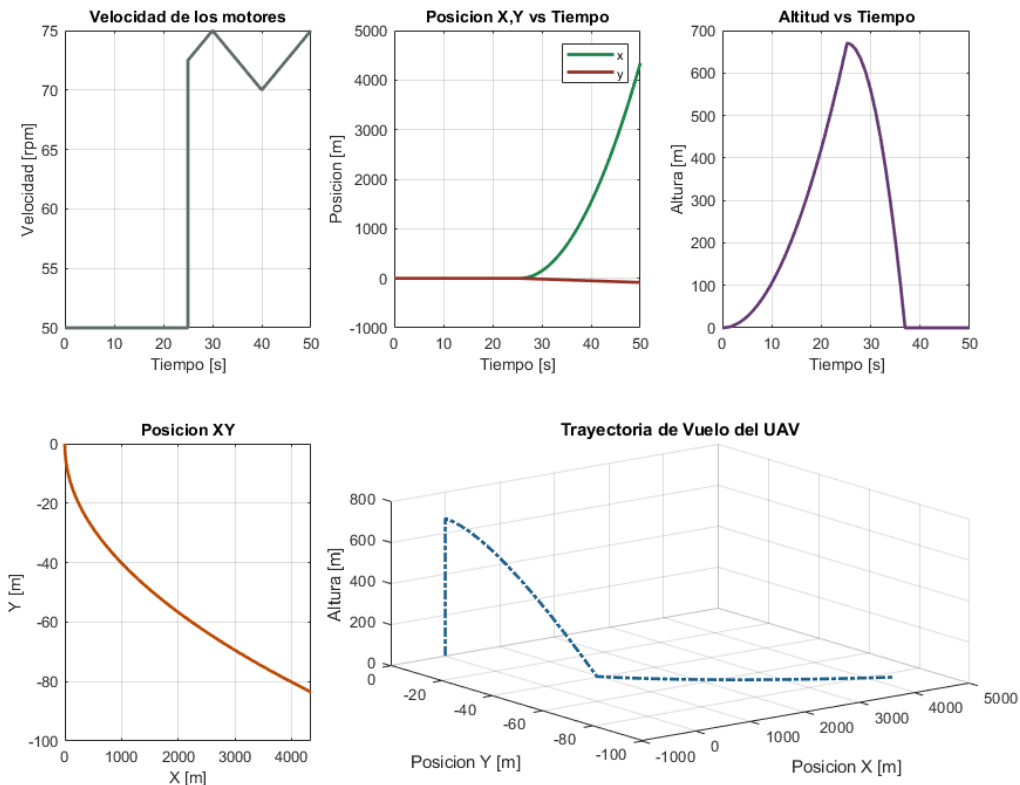 Velocidad de los motores
75
70
65
60
55
50
Velocidad [rpm]
0 10 20 30 40 50
Tiempo [s]
Posicion X,Y vs Tiempo
x
y
5000
4000
3000
2000
1000
0
-1000
Posicion [m]
0 10 20 30 40 50
Tiempo [s]
Altitud vs Tiempo
700
600
500
400
300
200
100
0
Altura [m]
0 10 20 30 40 50
Tiempo [s]
Posicion XY
0
-20
-40
-60
-80
-100
Y [m]
0 1000 2000 3000 4000
X [m]
Trayectoria de Vuelo del UAV
800
600
400
200
0
Altura [m]
0
-20
-40
-60
-80
-100
Posicion Y [m]
-1000
0
1000
2000
3000
4000
5000
Posicion X [m]